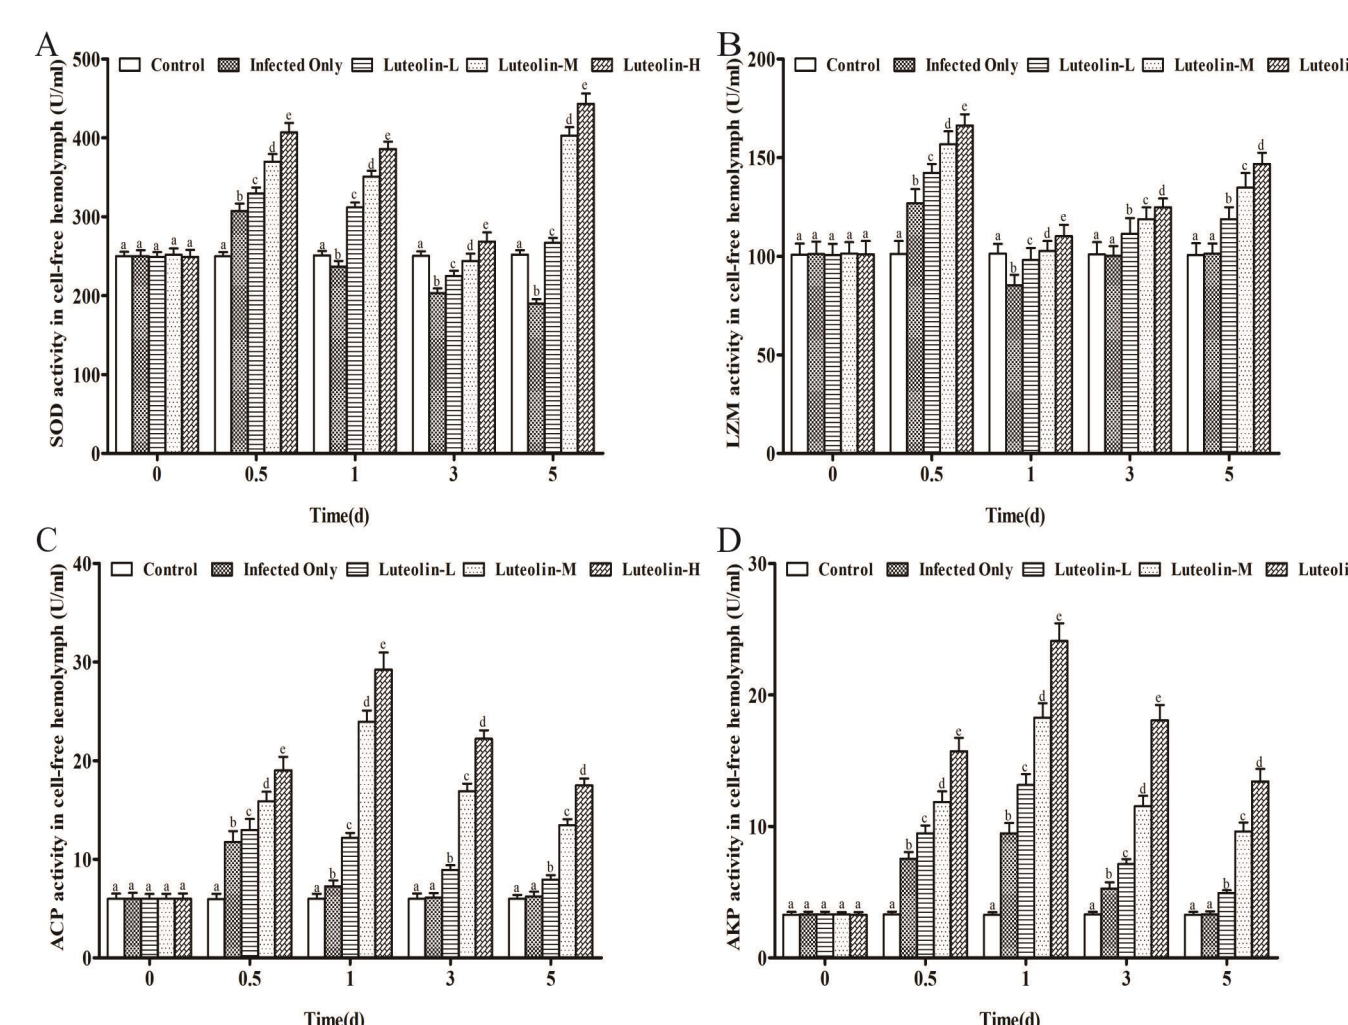 A
SOD activity in cell-free hemolymph (U/ml)
Control Infected Only Luteolin-L Luteolin-M Luteolin-H
500
400
300
200
100
0
a a a a a
a b c d e
a b c d e
a b c d e
a b c d e
0 0.5 1 3 5
Time(d)
B
LZM activity in cell-free hemolymph (U/ml)
Control Infected Only Luteolin-L Luteolin-M Luteoli
200
150
100
50
0
a a a a a
a b c d e
a b c d e
a a b c d
a a b c d
0 0.5 1 3 5
Time(d)
C
ACP activity in cell-free hemolymph (U/ml)
Control Infected Only Luteolin-L Luteolin-M Luteolin-H
40
30
20
10
0
a a a a a
a b c d e
a b c d e
a a b c d
a a b c d
0 0.5 1 3 5
Time(d)
D
AKP activity in cell-free hemolymph (U/ml)
Control Infected Only Luteolin-L Luteolin-M Luteoli
30
20
10
0
a a a a a
a b c d e
a b c d e
a b c d e
a a b c d
0 0.5 1 3 5
Time(d)